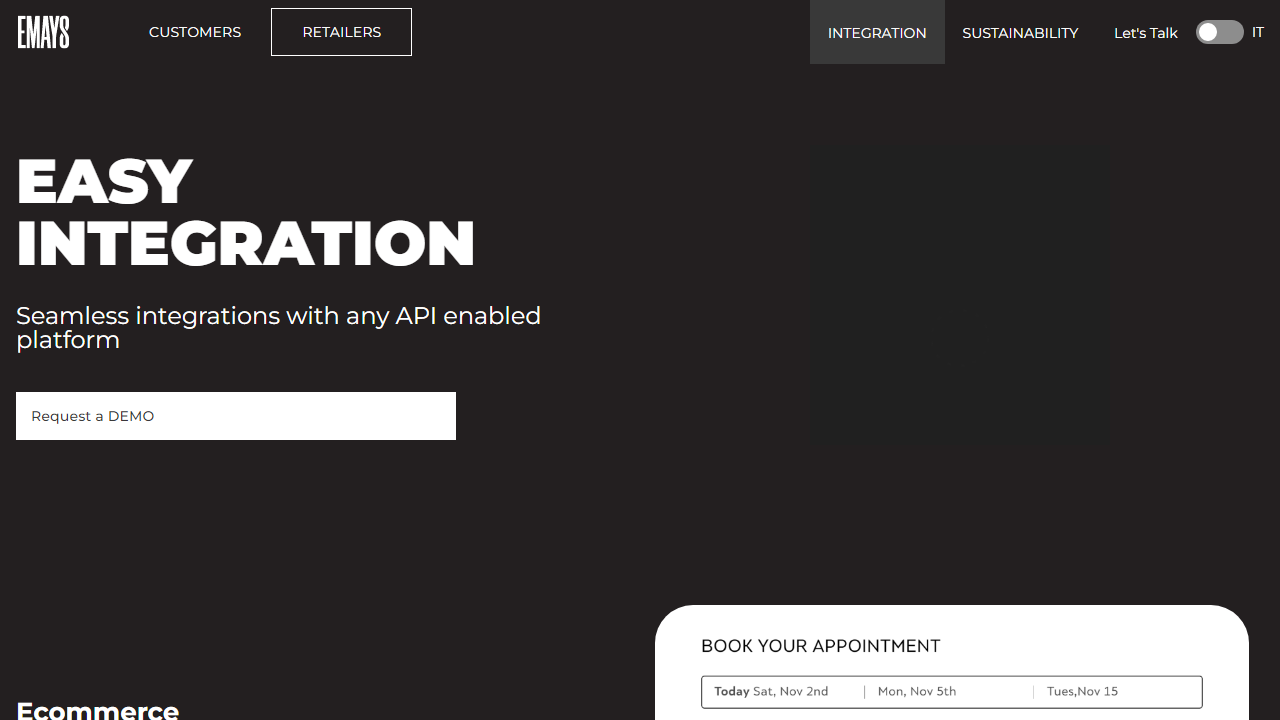 EMAYS
CUSTOMERS
RETAILERS
INTEGRATION
SUSTAINABILITY
Let's Talk
IT
EASY
INTEGRATION
Seamless integrations with any API enabled
platform
Request a DEMO
BOOK YOUR APPOINTMENT
Today Sat, Nov 2nd
Mon, Nov 5th
Tues,Nov 15
Ecommerce